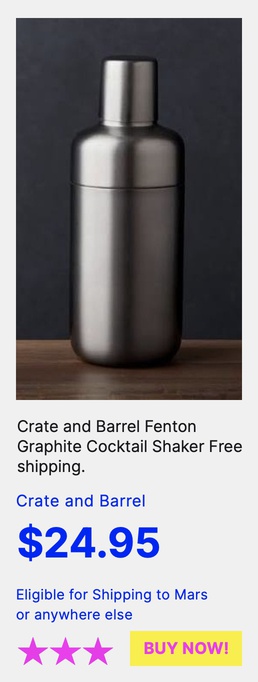 Crate and Barrel Fenton
Graphite Cocktail Shaker Free
shipping.
Crate and Barrel
$24.95
Eligible for Shipping to Mars
or anywhere else
BUY NOW!